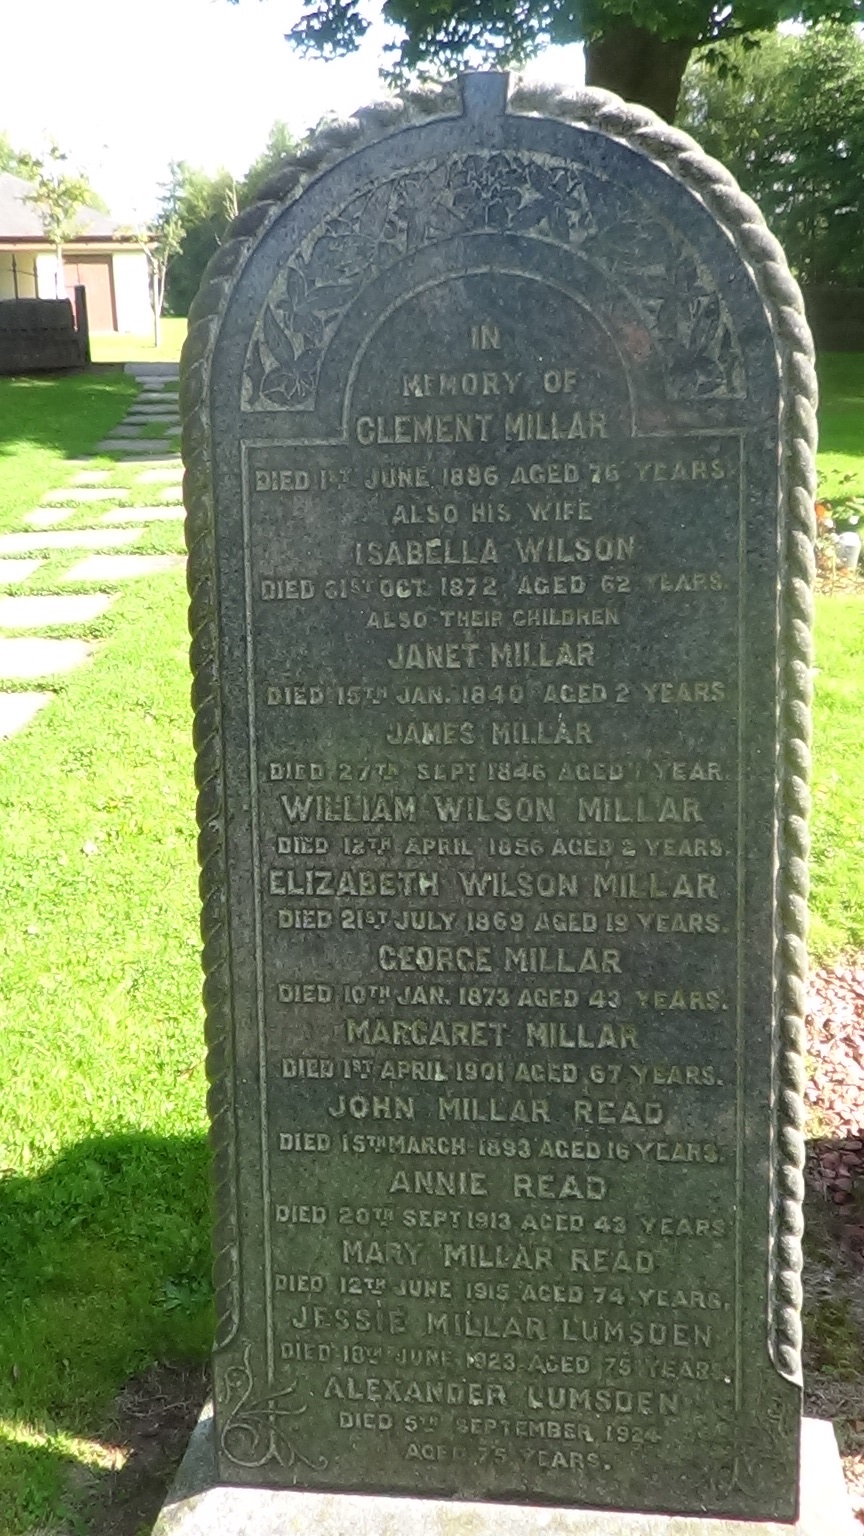 IN
MEMORY OF
CLEMENT MILLAR
DIED 1ST JUNE 1886 AGED 76 YEARS
ALSO HIS WIFE
ISABELLA WILSON
DIED 31ST OCT. 1872 AGED 62 YEARS.
ALSO THEIR CHILDREN
JANET MILLAR
DIED 15TH JAN. 1840 AGED 2 YEARS
JAMES MILLAR
DIED 27TH SEPT 1846 AGED 1 YEAR.
WILLIAM WILSON MILLAR
DIED 12TH APRIL 1856 AGED 2 YEARS.
ELIZABETH WILSON MILLAR
DIED 21ST JULY 1869 AGED 19 YEARS.
GEORGE MILLAR
DIED 10TH JAN. 1873 AGED 43 YEARS.
MARGARET MILLAR
DIED 1ST APRIL 1901 AGED 67 YEARS.
JOHN MILLAR READ
DIED 15TH MARCH 1893 AGED 16 YEARS.
ANNIE READ
DIED 20TH SEPT 1913 AGED 43 YEARS
MARY MILLAR READ
DIED 12TH JUNE 1915 AGED 74 YEARS.
JESSIE MILLAR LUMSDEN
DIED 18TH JUNE 1923 AGED 75 YEARS.
ALEXANDER LUMSDEN
DIED 5TH SEPTEMBER 1924
AGED 75 YEARS.